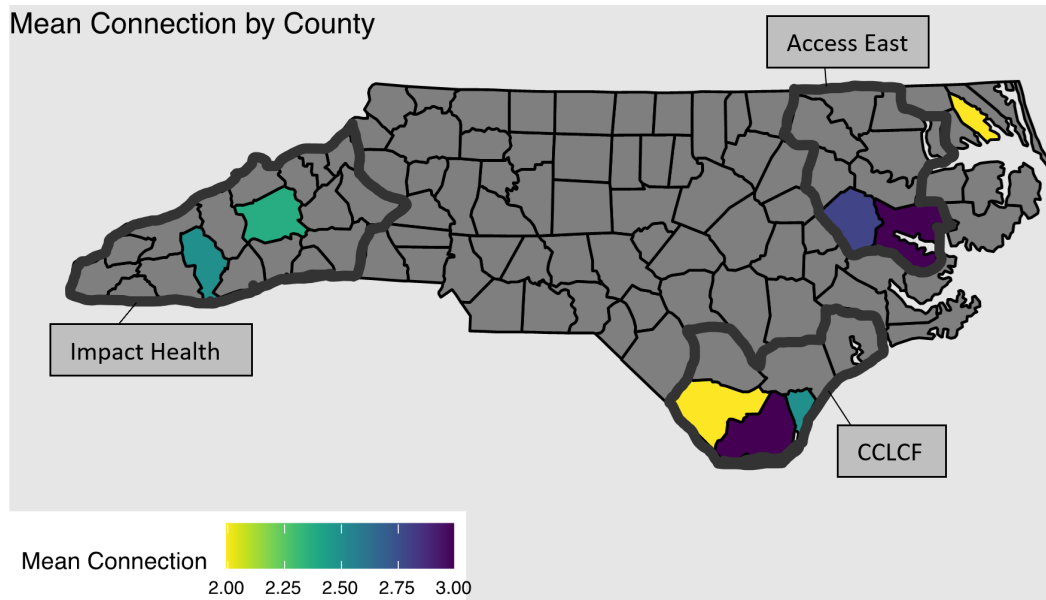 Mean Connection by County
Access East
Impact Health
CCLCF
Mean Connection
2.00 2.25 2.50 2.75 3.00